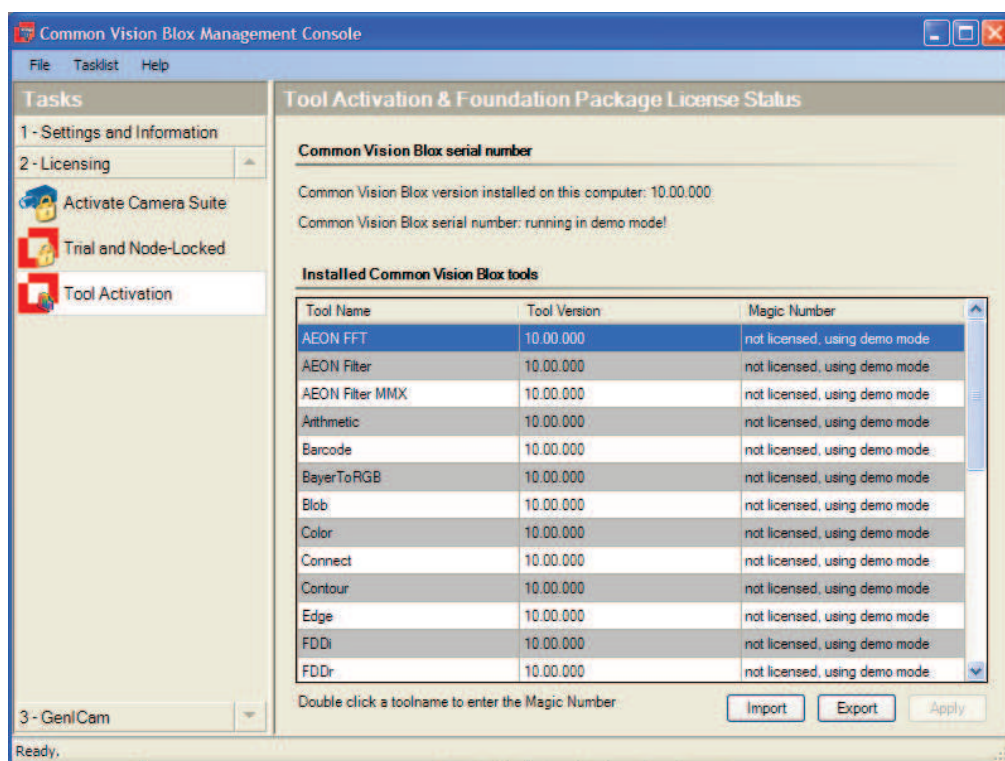 Common Vision Blox Management Console
File Tasklist Help
Tasks
1 - Settings and Information
2 - Licensing
Activate Camera Suite
Trial and Node-Locked
Tool Activation
3 - GenICam
Tool Activation & Foundation Package License Status
Common Vision Blox serial number
Common Vision Blox version installed on this computer: 10.00.000
Common Vision Blox serial number: running in demo mode!
Installed Common Vision Blox tools
Tool Name Tool Version Magic Number
AEON FFT 10.00.000 not licensed, using demo mode
AEON Filter 10.00.000 not licensed, using demo mode
AEON Filter MMX 10.00.000 not licensed, using demo mode
Arithmetic 10.00.000 not licensed, using demo mode
Barcode 10.00.000 not licensed, using demo mode
BayerToRGB 10.00.000 not licensed, using demo mode
Blob 10.00.000 not licensed, using demo mode
Color 10.00.000 not licensed, using demo mode
Connect 10.00.000 not licensed, using demo mode
Contour 10.00.000 not licensed, using demo mode
Edge 10.00.000 not licensed, using demo mode
FDDi 10.00.000 not licensed, using demo mode
FDDr 10.00.000 not licensed, using demo mode
Double click a toolname to enter the Magic Number
Import Export Apply
Ready.